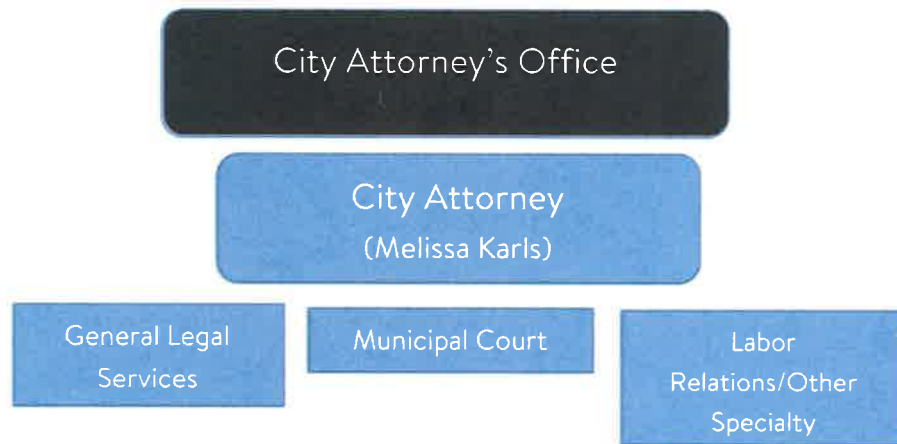 City Attorney's Office
City Attorney
(Melissa Karls)
General Legal
Services
Municipal Court
Labor
Relations/Other
Specialty